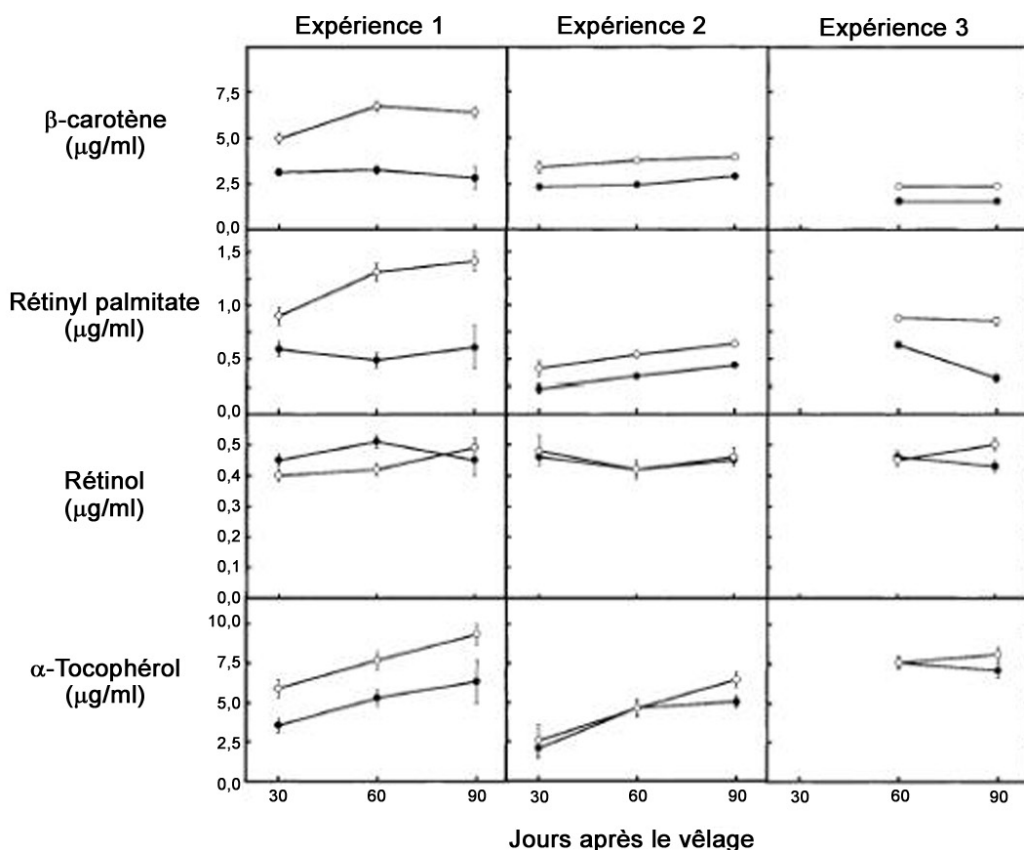 Expérience 1 Expérience 2 Expérience 3
β-carotène
(μg/ml)
7,5
5,0
2,5
0,0
Rétinyl palmitate
(μg/ml)
1,5
1,0
0,5
0,0
Rétinol
(μg/ml)
0,5
0,4
0,3
0,2
0,1
0,0
α-Tocophérol
(μg/ml)
10,0
7,5
5,0
2,5
0,0
30 60 90 30 60 90 30 60 90
Jours après le vêlage